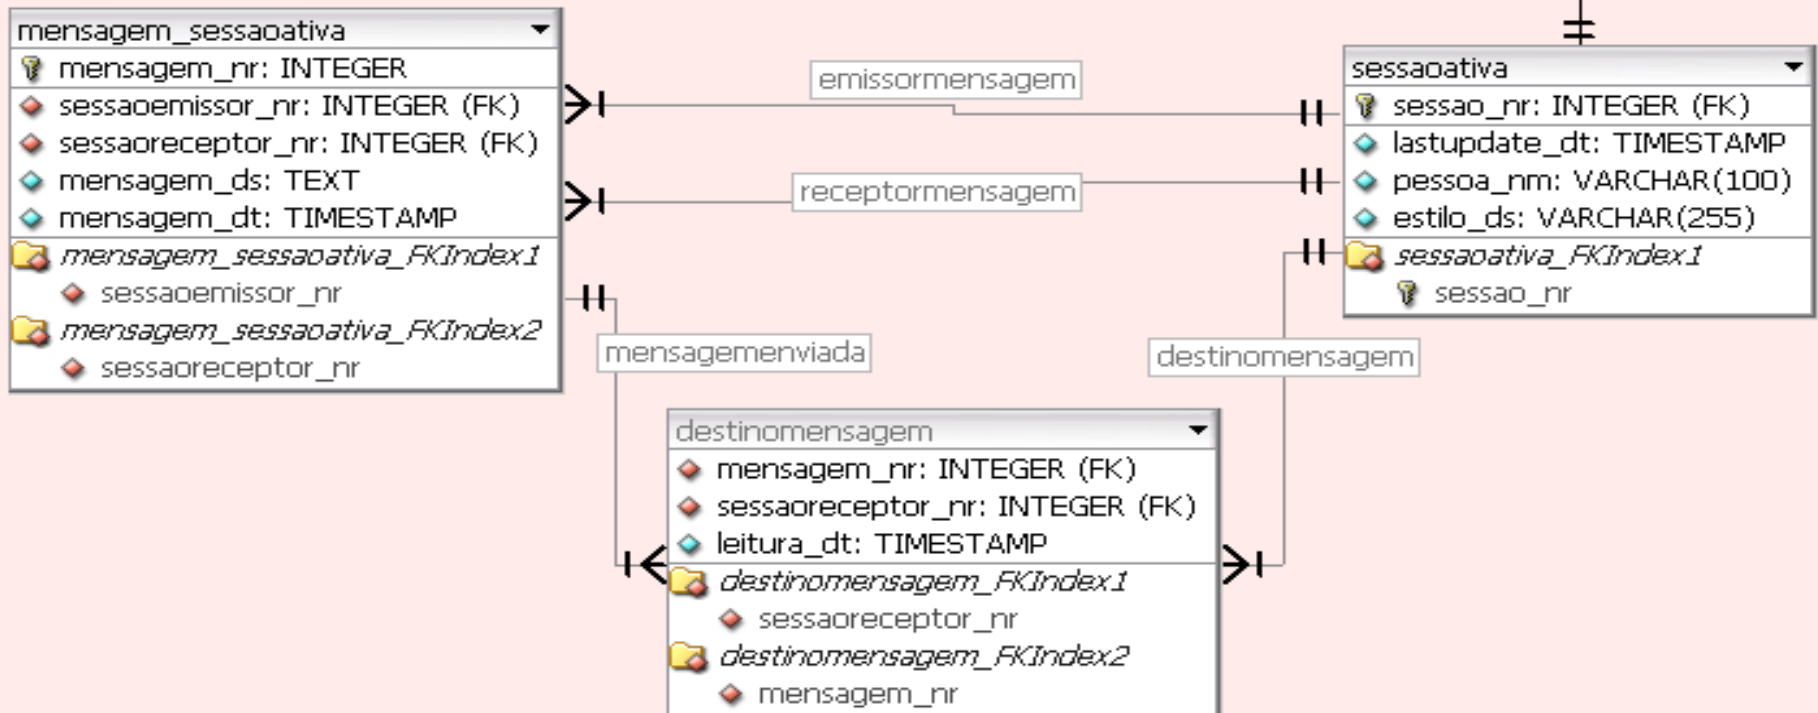 mensagem_sessaoativa
mensagem_nr: INTEGER
sessaoemissor_nr: INTEGER (FK)
sessaoreceptor_nr: INTEGER (FK)
mensagem_ds: TEXT
mensagem_dt: TIMESTAMP
mensagem_sessaoativa_FKIndex1
sessaoemissor_nr
mensagem_sessaoativa_FKIndex2
sessaoreceptor_nr
emissormensagem
receptormensagem
sessaoativa
sessao_nr: INTEGER (FK)
lastupdate_dt: TIMESTAMP
pessoa_nm: VARCHAR(100)
estilo_ds: VARCHAR(255)
sessaoativa_FKIndex1
sessao_nr
mensagemenviada
destinomensagem
destinomensagem
mensagem_nr: INTEGER (FK)
sessaoreceptor_nr: INTEGER (FK)
leitura_dt: TIMESTAMP
destinomensagem_FKIndex1
sessaoreceptor_nr
destinomensagem_FKIndex2
mensagem_nr